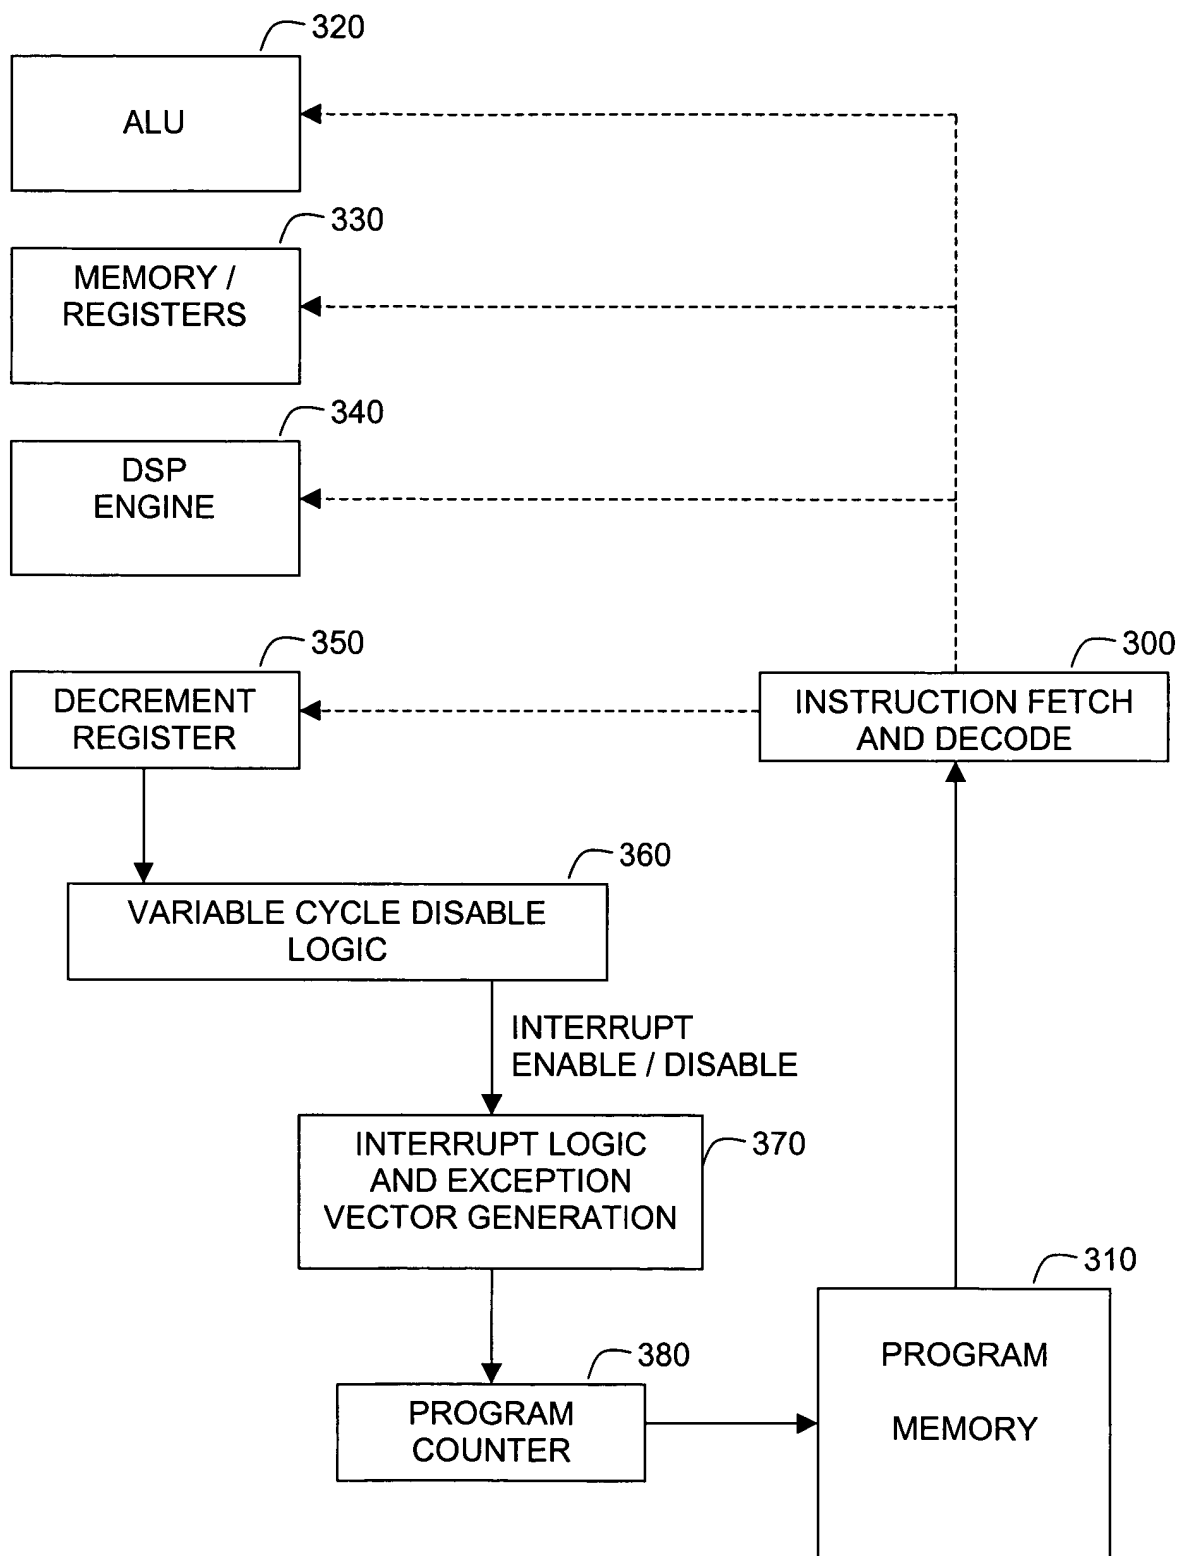 320
ALU
330
MEMORY /
REGISTERS
340
DSP
ENGINE
350
DECREMENT
REGISTER
300
INSTRUCTION FETCH
AND DECODE
360
VARIABLE CYCLE DISABLE
LOGIC
INTERRUPT
ENABLE / DISABLE
INTERRUPT LOGIC
AND EXCEPTION
VECTOR GENERATION
370
310
PROGRAM
MEMORY
380
PROGRAM
COUNTER